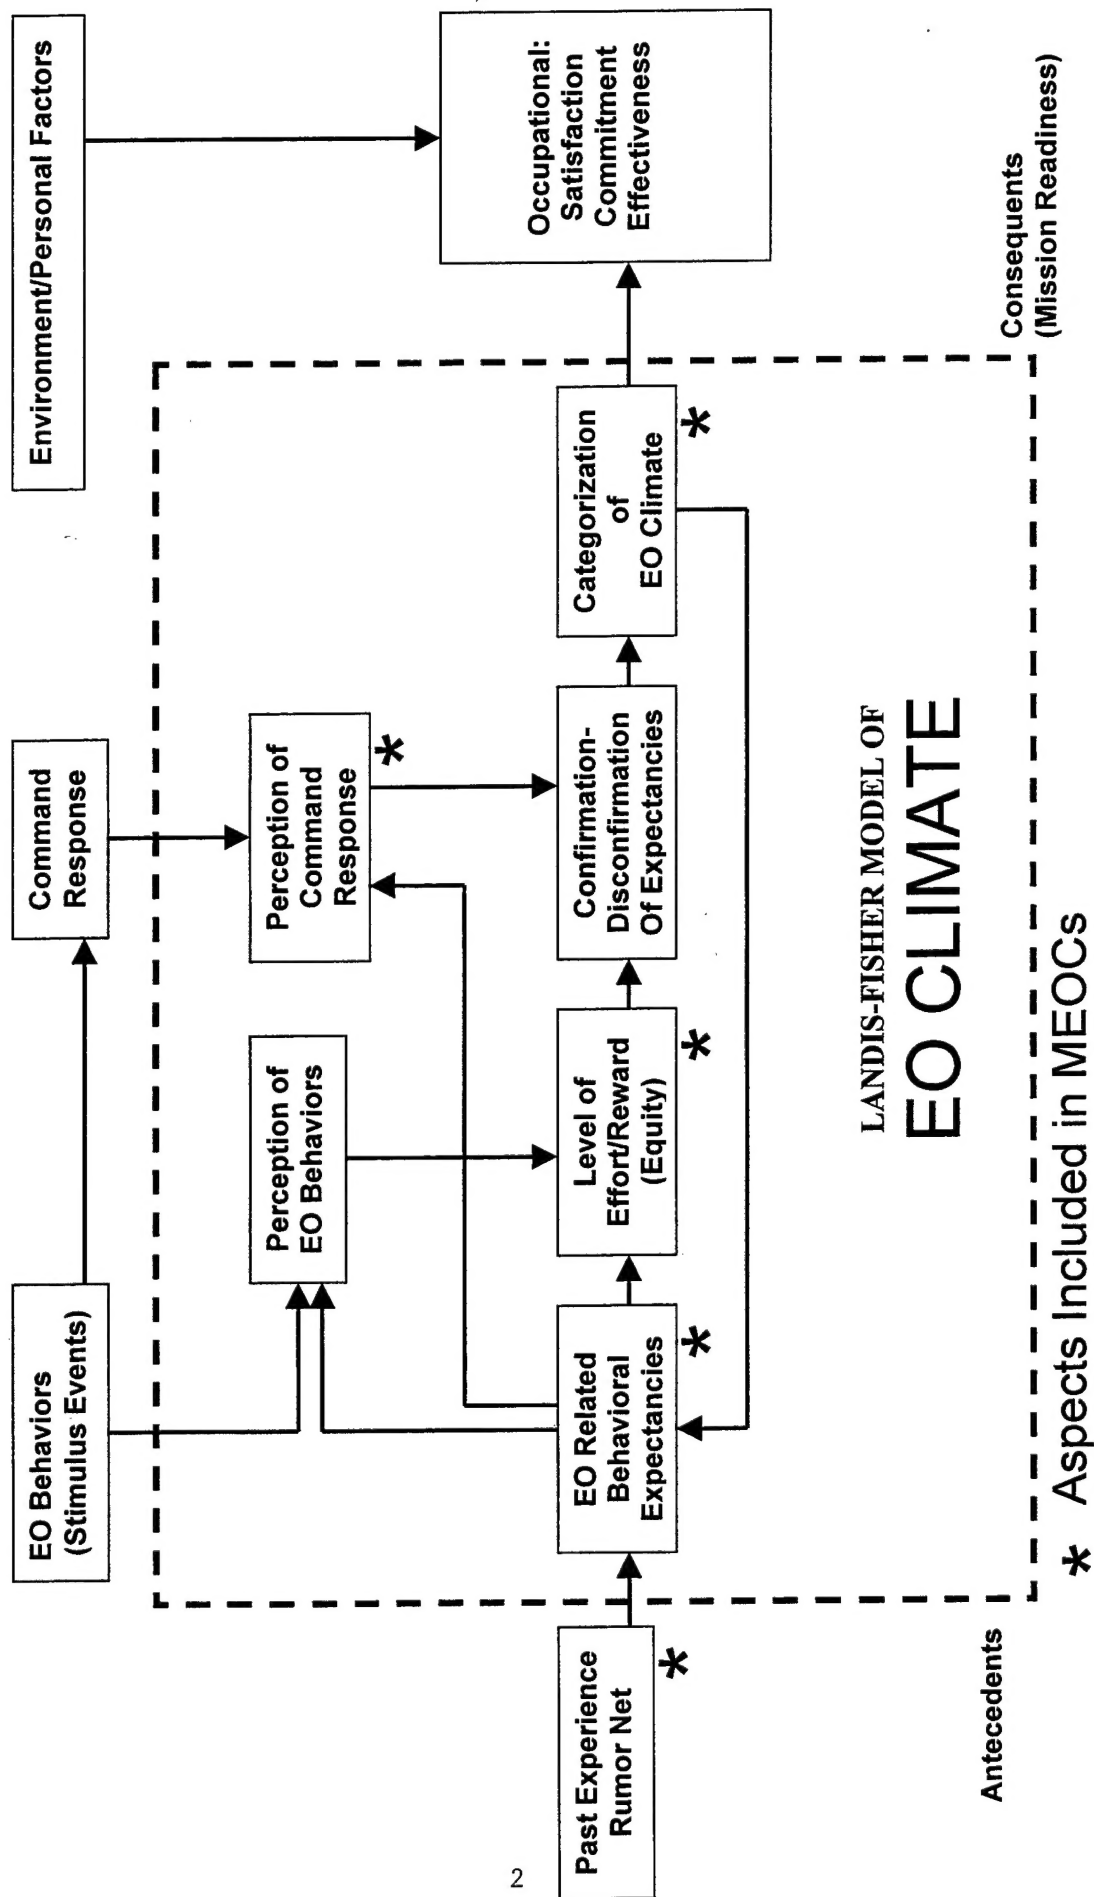 EO Behaviors
(Stimulus Events)
Command
Response
Environment/Personal Factors
Perception of
EO Behaviors
Perception of
Command
Response
*
Past Experience
Rumor Net
*
EO Related
Behavioral
Expectancies
*
Level of
Effort/Reward
(Equity)
*
Confirmation-
Disconfirmation
Of Expectancies
Categorization
of
EO Climate
*
Occupational:
Satisfaction
Commitment
Effectiveness
LANDIS-FISHER MODEL OF
EO CLIMATE
Antecedents
Consequents
(Mission Readiness)
* Aspects Included in MEOCs
2